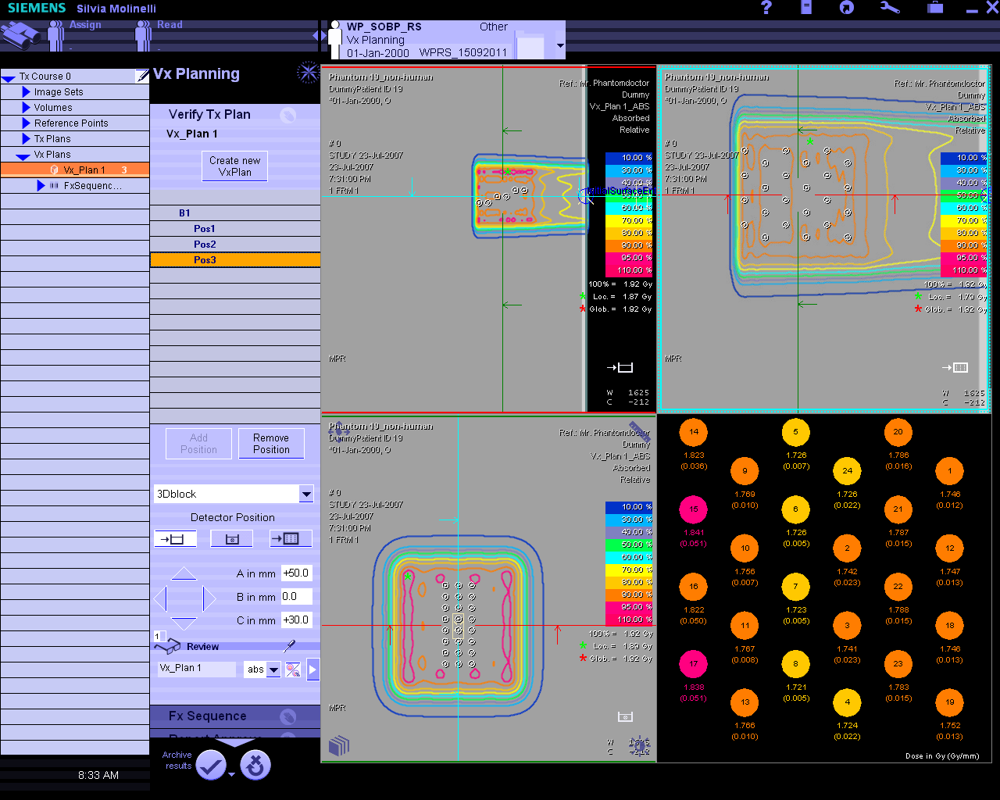 SIEMENS Silvia Molinelli
Assign
Read
WP_SOBP_RS Other
Vx Planning
01-Jan-2000 WPRS_15092011
Tx Course 0
Image Sets
Volumes
Reference Points
Tx Plans
Vx Plans
Vx_Plan 1 3
FxSequenc...
Vx Planning
Verify Tx Plan
Vx_Plan 1
Create new
VxPlan
B1
Pos1
Pos2
Pos3
Add
Position
Remove
Position
3Dblock
Detector Position
A in mm +50.0
B in mm 0.0
C in mm +30.0
1
Review
Vx_Plan 1 abs
Fx Sequence
Archive
results
8:33 AM
Phantom 19_non-human
DummyPatient ID 19
*01-Jan-2000, O
# 0
STUDY 23-Jul-2007
23-Jul-2007
7:31:00 PM
1 FRM 1
MPR
Ref.: Mr. Phantomdoctor
Dummy
Vx_Plan 1_ABS
Absorbed
Relative
10.00 %
30.00 %
40.00 %
50.00 %
60.00 %
70.00 %
80.00 %
90.00 %
95.00 %
110.00 %
100% = 1.92 Gy
Loc. = 1.87 Gy
Glob. = 1.92 Gy
W 1625
C -212
Phantom 19_non-human
DummyPatient ID 19
*01-Jan-2000, O
# 0
STUDY 23-Jul-2007
23-Jul-2007
7:31:00 PM
1 FRM 1
MPR
Ref.: Mr. Phantomdoctor
Dummy
Vx_Plan 1_ABS
Absorbed
Relative
10.00 %
30.00 %
40.00 %
50.00 %
60.00 %
70.00 %
80.00 %
90.00 %
95.00 %
110.00 %
100% = 1.92 Gy
Loc. = 1.79 Gy
Glob. = 1.92 Gy
W 1625
C -212
Phantom 19_non-human
DummyPatient ID 19
*01-Jan-2000, O
# 0
STUDY 23-Jul-2007
23-Jul-2007
7:31:00 PM
1 FRM 1
MPR
Ref.: Mr. Phantomdoctor
Dummy
Vx_Plan 1_ABS
Absorbed
Relative
10.00 %
30.00 %
40.00 %
50.00 %
60.00 %
70.00 %
80.00 %
90.00 %
95.00 %
110.00 %
100% = 1.92 Gy
Loc. = 1.89 Gy
Glob. = 1.92 Gy
W 1625
C -212
14 5 20
1.823 1.726 1.786
(0.036) (0.007) (0.016)
9 24 1
1.769 1.726 1.746
(0.010) (0.022) (0.012)
15 6 21
1.841 1.726 1.787
(0.051) (0.005) (0.015)
10 2 12
1.756 1.742 1.747
(0.007) (0.023) (0.013)
16 7 22
1.822 1.723 1.788
(0.050) (0.005) (0.015)
11 3 18
1.767 1.741 1.746
(0.008) (0.023) (0.013)
17 8 23
1.838 1.721 1.783
(0.051) (0.005) (0.015)
13 4 19
1.766 1.724 1.752
(0.010) (0.022) (0.013)
Dose in Gy (Gy/mm)